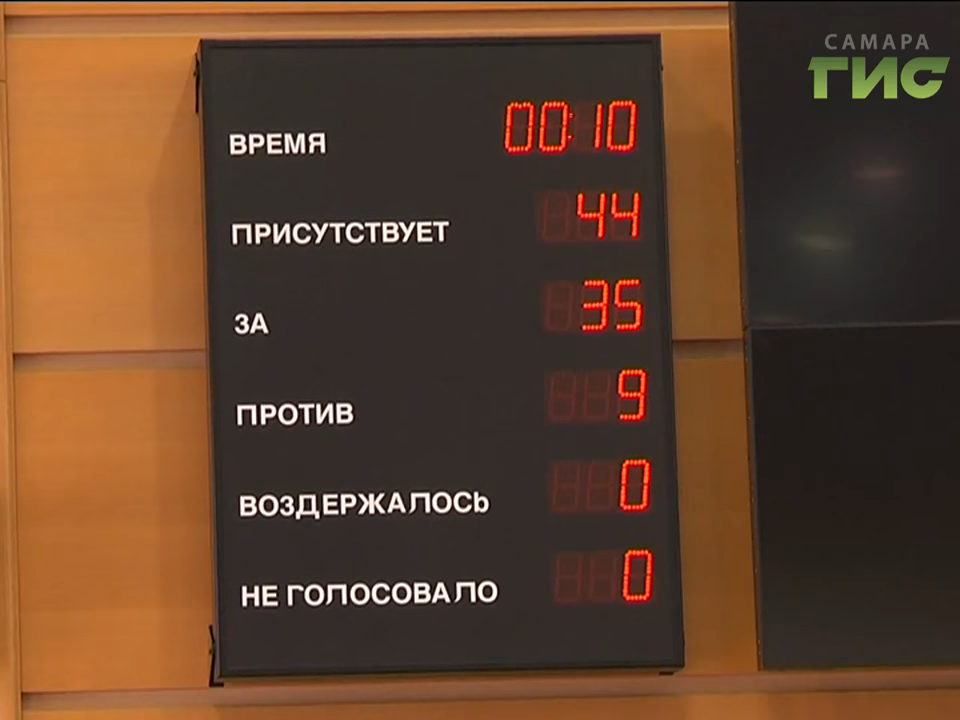 САМАРА
ГИС
ВРЕМЯ 00:10
ПРИСУТСТВУЕТ 44
ЗА 35
ПРОТИВ 9
ВОЗДЕРЖАЛОСЬ 0
НЕ ГОЛОСОВАЛО 0